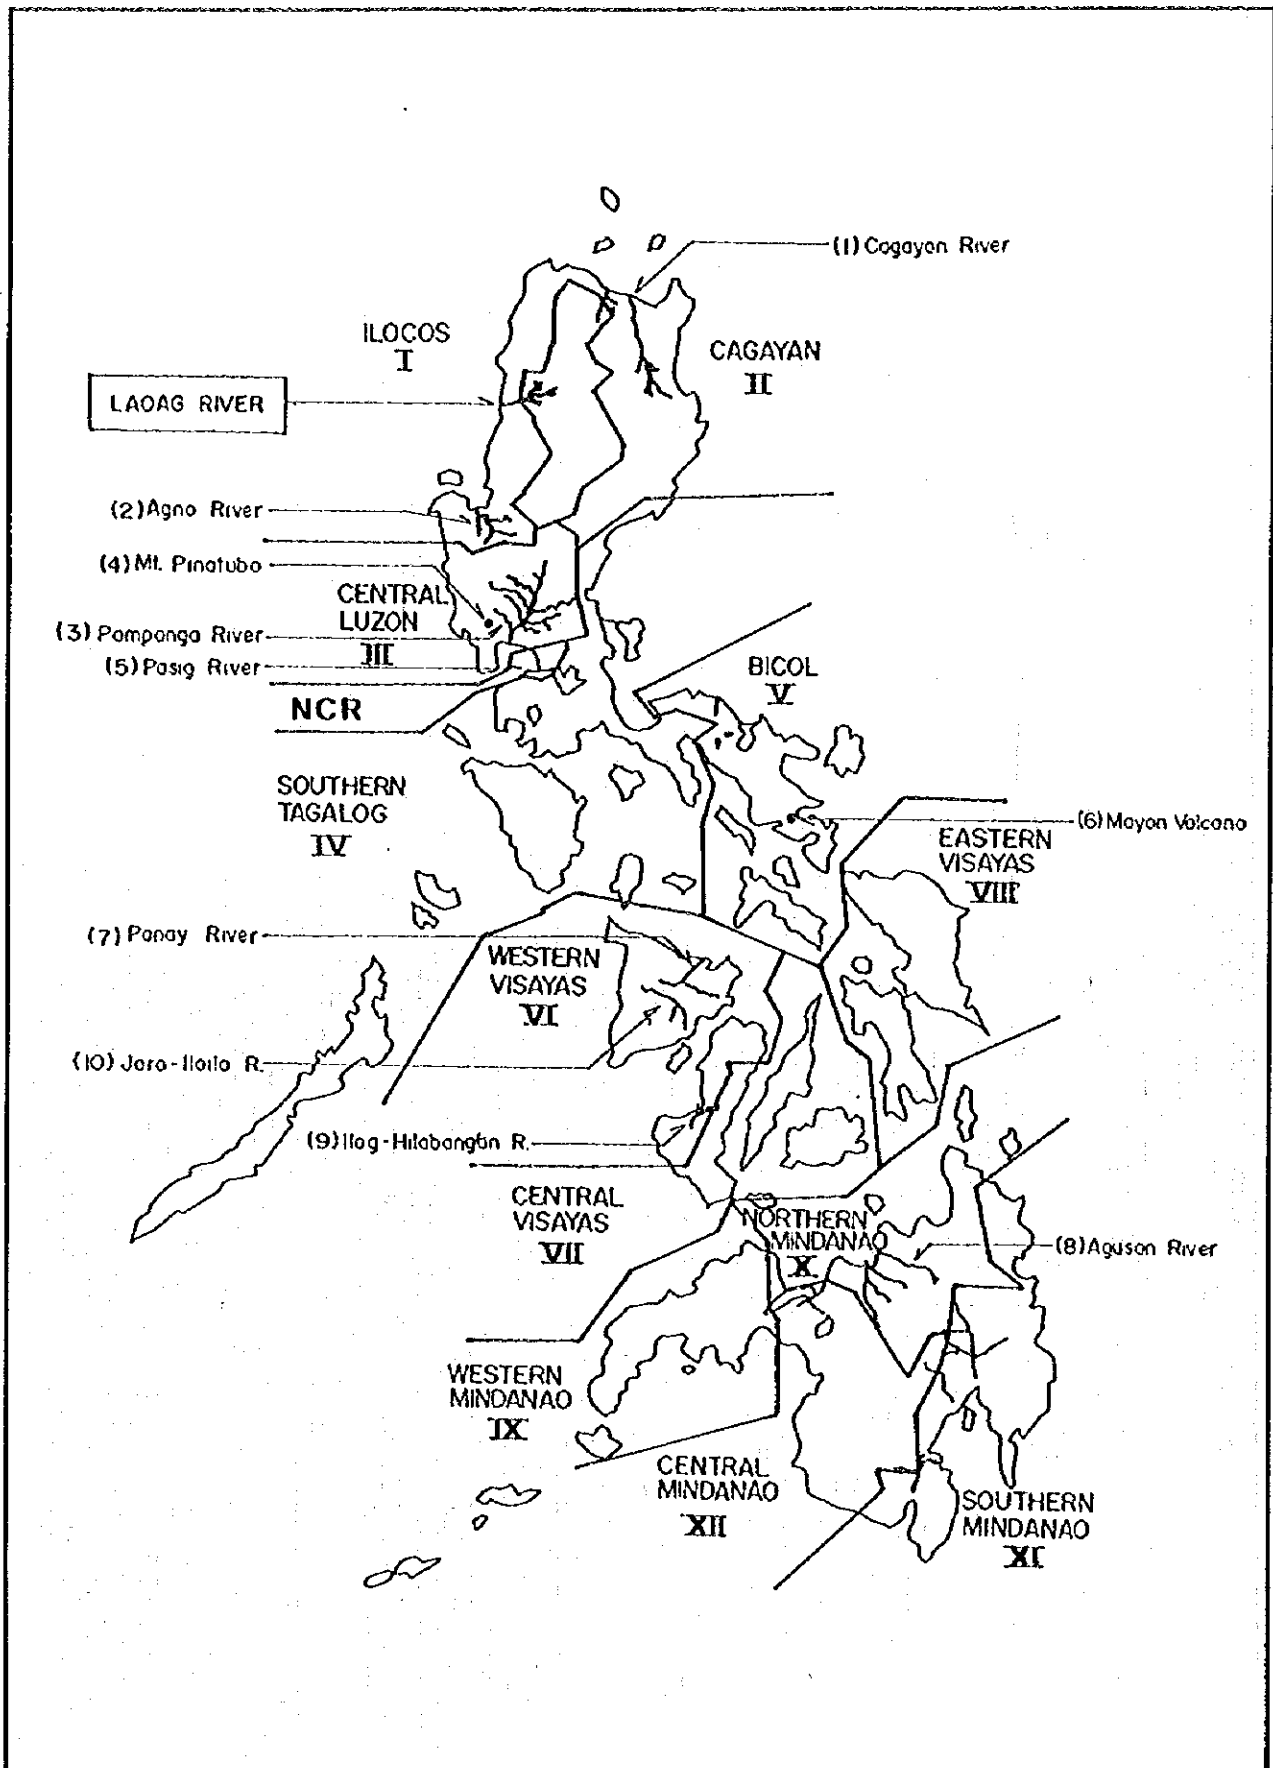 (1) Cagayan River
ILOCOS
I
CAGAYAN
II
LAOAG RIVER
(2) Agno River
(4) Mt. Pinatubo
CENTRAL
LUZON
III
(3) Pampanga River
(5) Pasig River
NCR
BICOL
V
SOUTHERN
TAGALOG
IV
(6) Mayon Volcano
EASTERN
VISAYAS
VIII
(7) Panay River
WESTERN
VISAYAS
VI
(10) Jaro-Iloilo R.
(9) Ilog-Hilabangan R.
CENTRAL
VISAYAS
VII
NORTHERN
MINDANAO
X
(8) Agusan River
WESTERN
MINDANAO
IX
CENTRAL
MINDANAO
XII
SOUTHERN
MINDANAO
XI